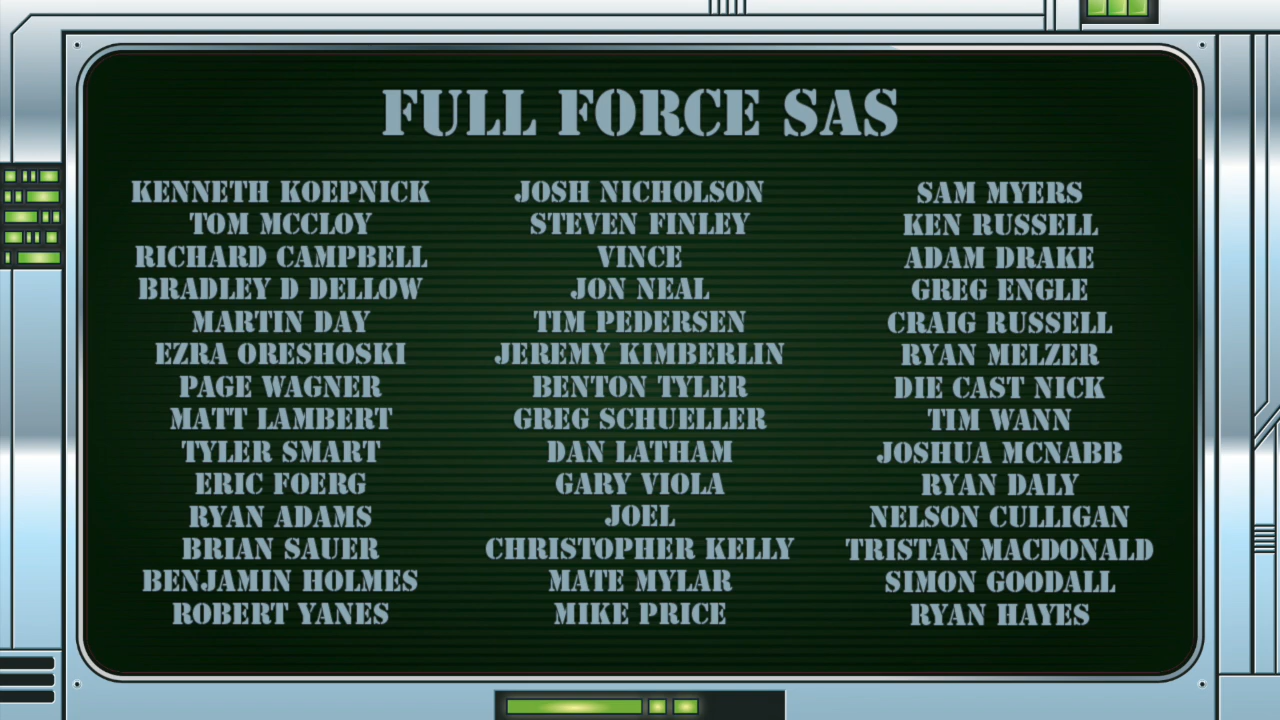 FULL FORCE SAS
KENNETH KOEPNICK
TOM MCCLOY
RICHARD CAMPBELL
BRADLEY D DELLOW
MARTIN DAY
EZRA ORESHOSKI
PAGE WAGNER
MATT LAMBERT
TYLER SMART
ERIC FOERG
RYAN ADAMS
BRIAN SAUER
BENJAMIN HOLMES
ROBERT YANES
JOSH NICHOLSON
STEVEN FINLEY
VINCE
JON NEAL
TIM PEDERSEN
JEREMY KIMBERLIN
BENTON TYLER
GREG SCHUELLER
DAN LATHAM
GARY VIOLA
JOEL
CHRISTOPHER KELLY
MATE MYLAR
MIKE PRICE
SAM MYERS
KEN RUSSELL
ADAM DRAKE
GREG ENGLE
CRAIG RUSSELL
RYAN MELZER
DIE CAST NICK
TIM WANN
JOSHUA MCNABB
RYAN DALY
NELSON CULLIGAN
TRISTAN MACDONALD
SIMON GOODALL
RYAN HAYES